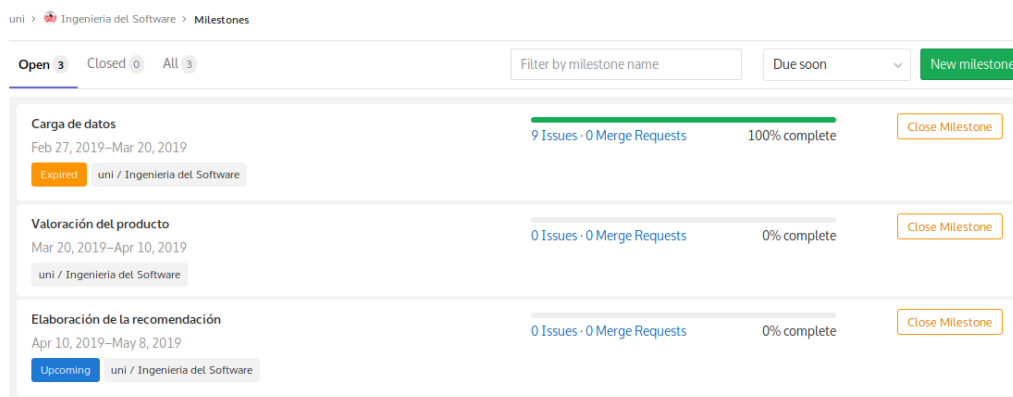 uni > Ingenieria del Software > Milestones
Open 3 Closed 0 All 3
Filter by milestone name
Due soon
New milestone
Carga de datos
Feb 27, 2019–Mar 20, 2019
Expired uni / Ingenieria del Software
9 Issues · 0 Merge Requests 100% complete
Close Milestone
Valoración del producto
Mar 20, 2019–Apr 10, 2019
uni / Ingenieria del Software
0 Issues · 0 Merge Requests 0% complete
Close Milestone
Elaboración de la recomendación
Apr 10, 2019–May 8, 2019
Upcoming uni / Ingenieria del Software
0 Issues · 0 Merge Requests 0% complete
Close Milestone